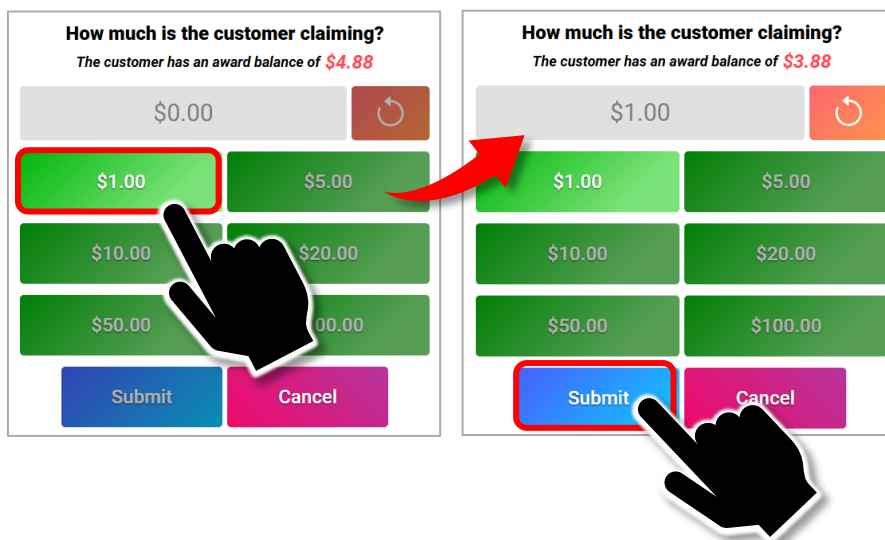 How much is the customer claiming?
The customer has an award balance of $4.88
$0.00
$1.00 $5.00
$10.00 $20.00
$50.00 00.00
Submit Cancel
How much is the customer claiming?
The customer has an award balance of $3.88
$1.00
$1.00 $5.00
$10.00 $20.00
$50.00 $100.00
Submit Cancel